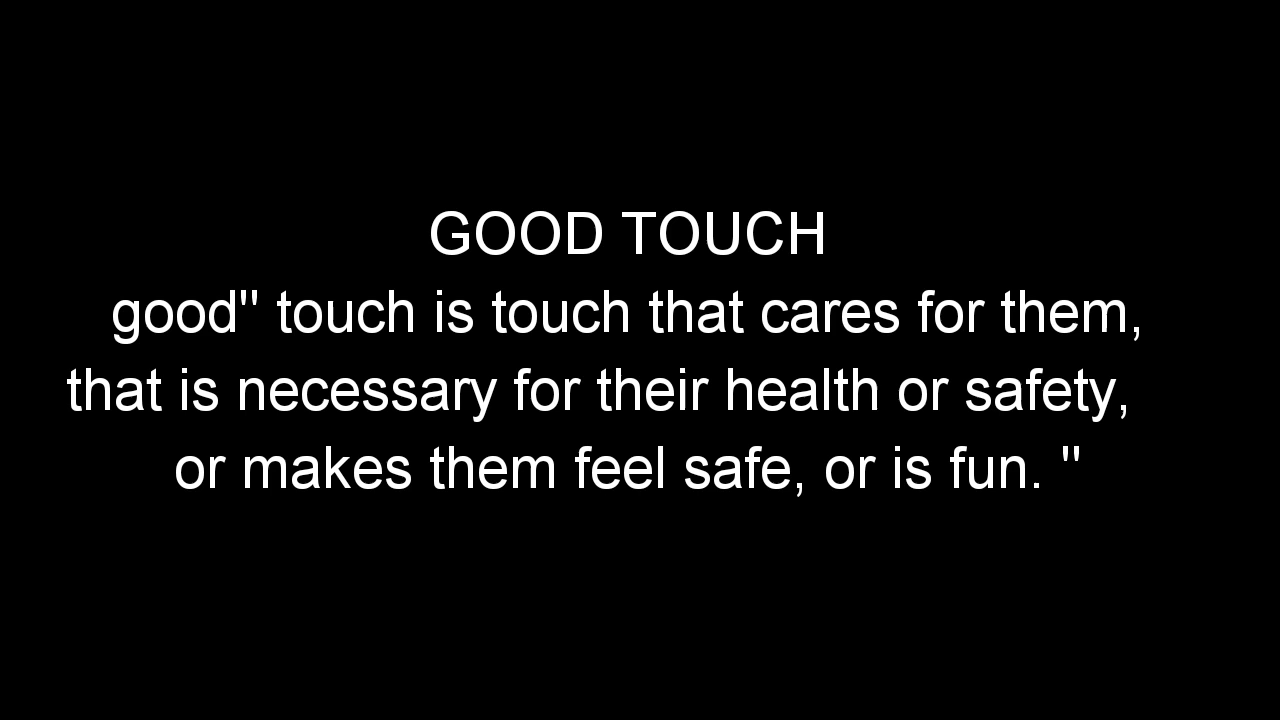 GOOD TOUCH
good" touch is touch that cares for them,
that is necessary for their health or safety,
or makes them feel safe, or is fun. "